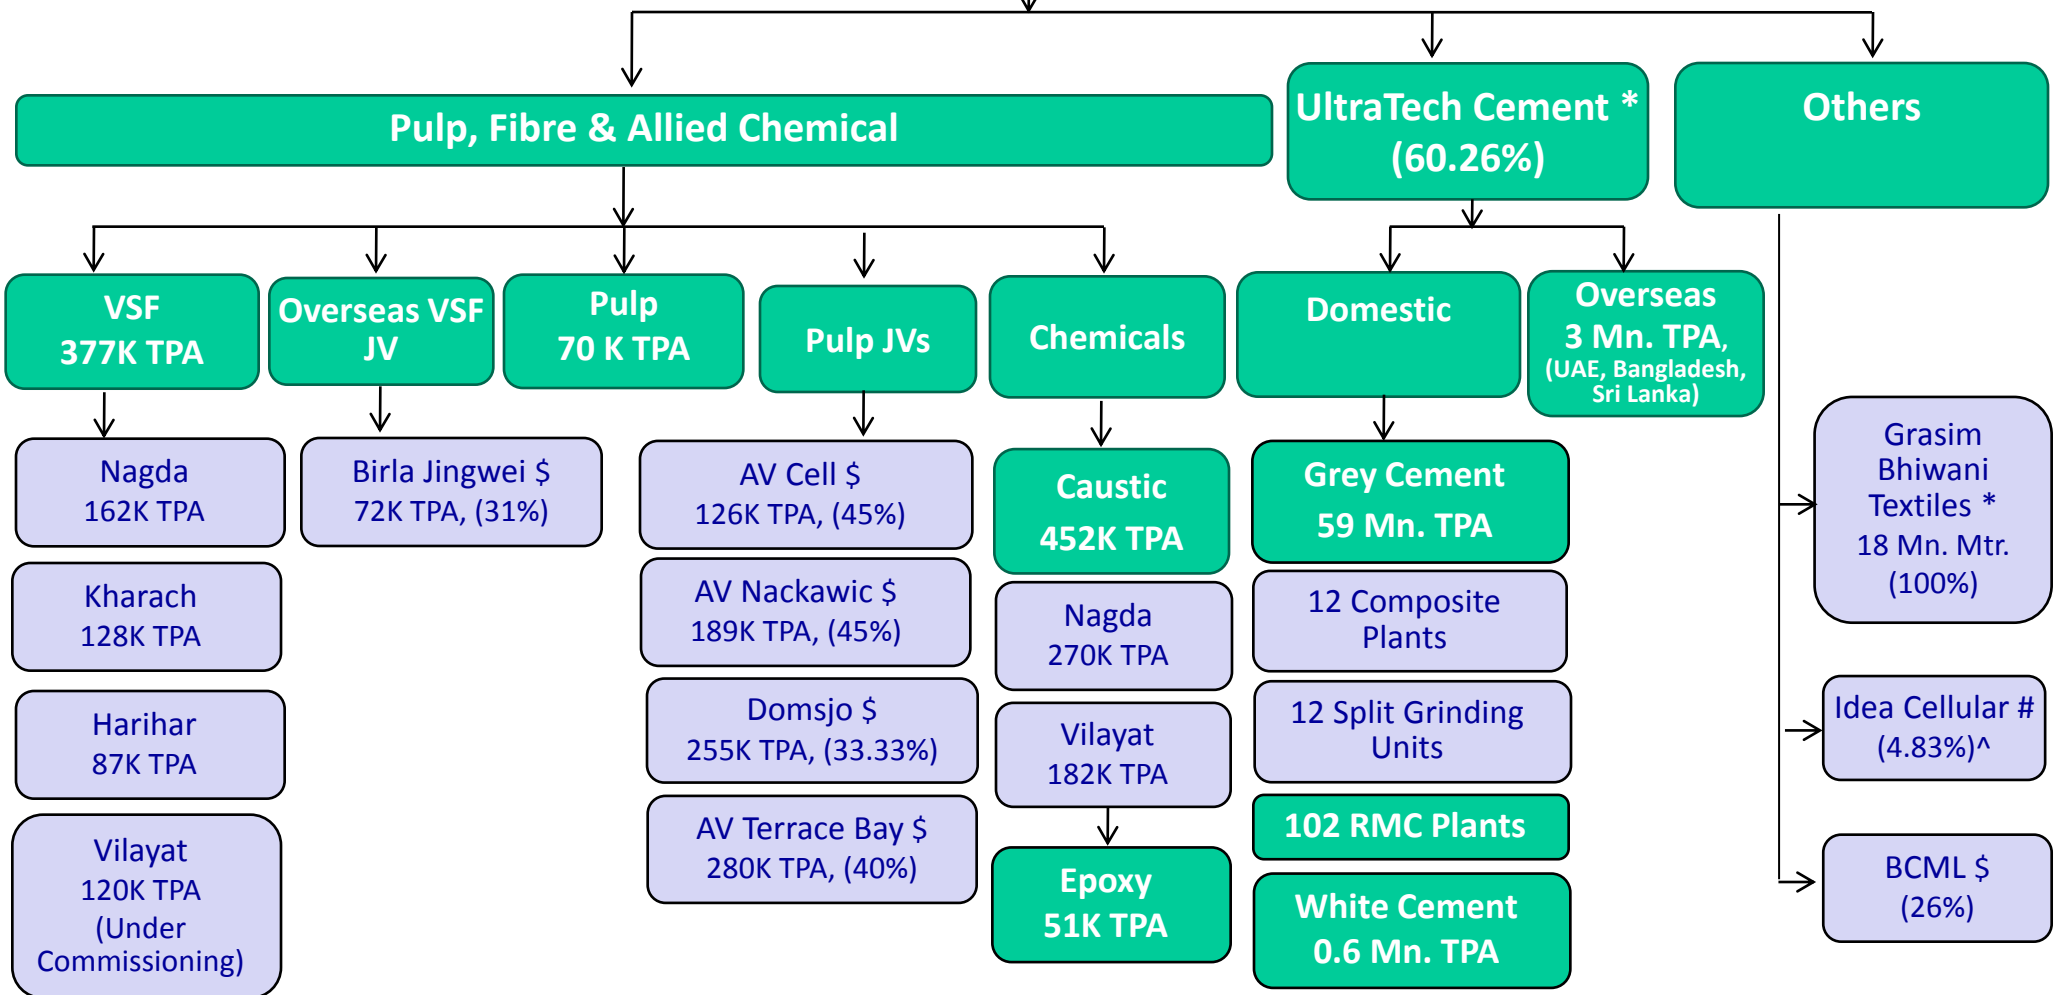 Pulp, Fibre & Allied Chemical
UltraTech Cement *
(60.26%)
Others
VSF
377K TPA
Overseas VSF
JV
Pulp
70 K TPA
Pulp JVs
Chemicals
Domestic
Overseas
3 Mn. TPA,
(UAE, Bangladesh,
Sri Lanka)
Nagda
162K TPA
Kharach
128K TPA
Harihar
87K TPA
Vilayat
120K TPA
(Under
Commissioning)
Birla Jingwei $
72K TPA, (31%)
AV Cell $
126K TPA, (45%)
AV Nackawic $
189K TPA, (45%)
Domsjo $
255K TPA, (33.33%)
AV Terrace Bay $
280K TPA, (40%)
Caustic
452K TPA
Nagda
270K TPA
Vilayat
182K TPA
Epoxy
51K TPA
Grey Cement
59 Mn. TPA
12 Composite
Plants
12 Split Grinding
Units
102 RMC Plants
White Cement
0.6 Mn. TPA
Grasim
Bhiwani
Textiles *
18 Mn. Mtr.
(100%)
Idea Cellular #
(4.83%)^
BCML $
(26%)